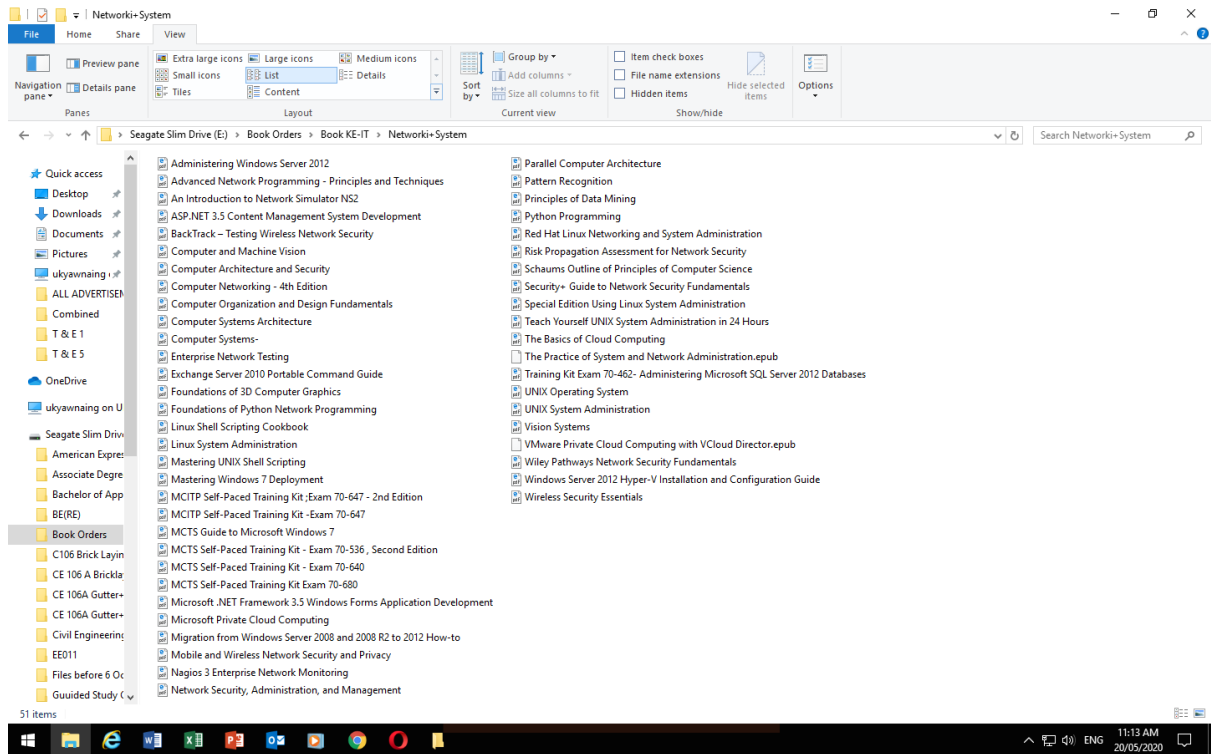 Networki+System
File Home Share View
Preview pane
Details pane
Navigation pane
Panes
Extra large icons Large icons Medium icons
Small icons List Details
Tiles Content
Layout
Sort by
Group by
Add columns
Size all columns to fit
Current view
Item check boxes
File name extensions
Hidden items
Hide selected items
Show/hide
Options
Seagate Slim Drive (E:) > Book Orders > Book KE-IT > Networki+System
Search Networki+System
Quick access
Desktop
Downloads
Documents
Pictures
ukyawnaing
ALL ADVERTISEM
Combined
T & E 1
T & E 5
OneDrive
ukyawnaing on U
Seagate Slim Driv
American Expres
Associate Degre
Bachelor of App
BE(RE)
Book Orders
C106 Brick Layin
CE 106 A Brickla
CE 106A Gutter+
CE 106A Gutter+
Civil Engineering
EE011
Files before 6 Oc
Guuided Study
Administering Windows Server 2012
Advanced Network Programming - Principles and Techniques
An Introduction to Network Simulator NS2
ASP.NET 3.5 Content Management System Development
BackTrack – Testing Wireless Network Security
Computer and Machine Vision
Computer Architecture and Security
Computer Networking - 4th Edition
Computer Organization and Design Fundamentals
Computer Systems Architecture
Computer Systems-
Enterprise Network Testing
Exchange Server 2010 Portable Command Guide
Foundations of 3D Computer Graphics
Foundations of Python Network Programming
Linux Shell Scripting Cookbook
Linux System Administration
Mastering UNIX Shell Scripting
Mastering Windows 7 Deployment
MCITP Self-Paced Training Kit ;Exam 70-647 - 2nd Edition
MCITP Self-Paced Training Kit -Exam 70-647
MCTS Guide to Microsoft Windows 7
MCTS Self-Paced Training Kit - Exam 70-536 , Second Edition
MCTS Self-Paced Training Kit - Exam 70-640
MCTS Self-Paced Training Kit Exam 70-680
Microsoft .NET Framework 3.5 Windows Forms Application Development
Microsoft Private Cloud Computing
Migration from Windows Server 2008 and 2008 R2 to 2012 How-to
Mobile and Wireless Network Security and Privacy
Nagios 3 Enterprise Network Monitoring
Network Security, Administration, and Management
Parallel Computer Architecture
Pattern Recognition
Principles of Data Mining
Python Programming
Red Hat Linux Networking and System Administration
Risk Propagation Assessment for Network Security
Schaums Outline of Principles of Computer Science
Security+ Guide to Network Security Fundamentals
Special Edition Using Linux System Administration
Teach Yourself UNIX System Administration in 24 Hours
The Basics of Cloud Computing
The Practice of System and Network Administration.epub
Training Kit Exam 70-462- Administering Microsoft SQL Server 2012 Databases
UNIX Operating System
UNIX System Administration
Vision Systems
VMware Private Cloud Computing with VCloud Director.epub
Wiley Pathways Network Security Fundamentals
Windows Server 2012 Hyper-V Installation and Configuration Guide
Wireless Security Essentials
51 items
ENG
11:13 AM
20/05/2020